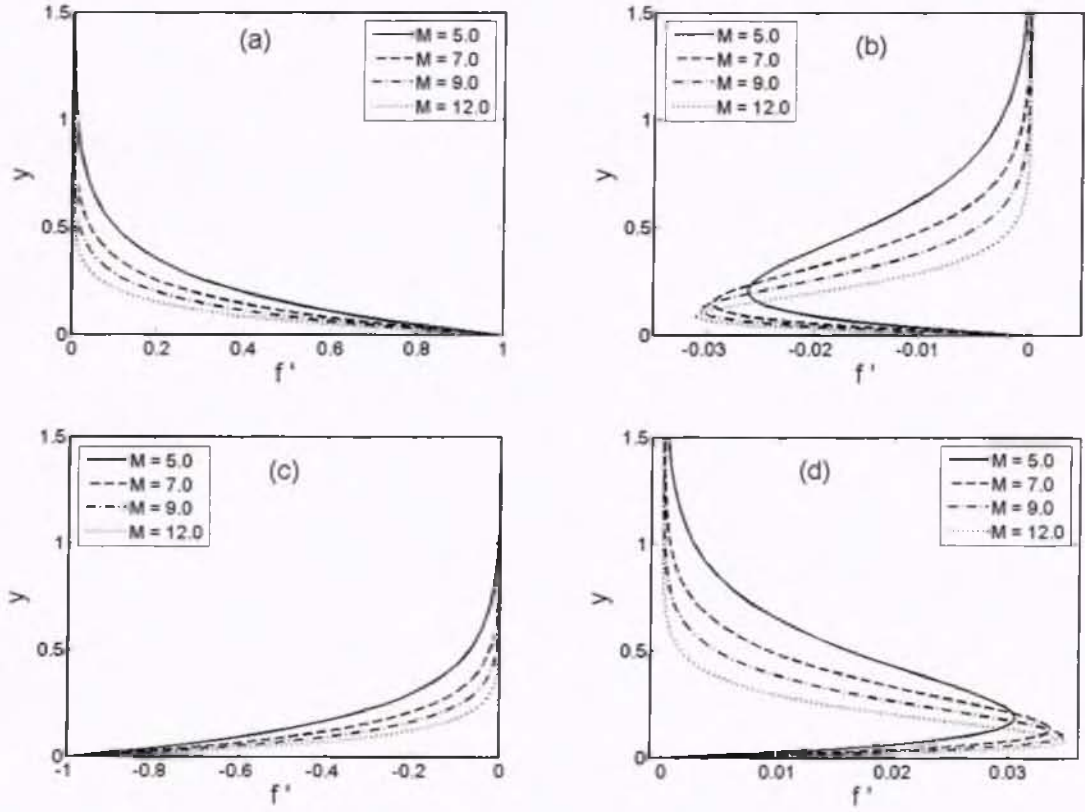 (a)
M = 5.0
M = 7.0
M = 9.0
M = 12.0
1.5
1
0.5
0
y
0
0.2
0.4
0.6
0.8
1
f '
(b)
M = 5.0
M = 7.0
M = 9.0
M = 12.0
1.5
1
0.5
0
y
-0.03
-0.02
-0.01
0
f '
(c)
M = 5.0
M = 7.0
M = 9.0
M = 12.0
1.5
1
0.5
0
y
-1
-0.8
-0.6
-0.4
-0.2
0
f '
(d)
M = 5.0
M = 7.0
M = 9.0
M = 12.0
1.5
1
0.5
0
y
0
0.01
0.02
0.03
f '